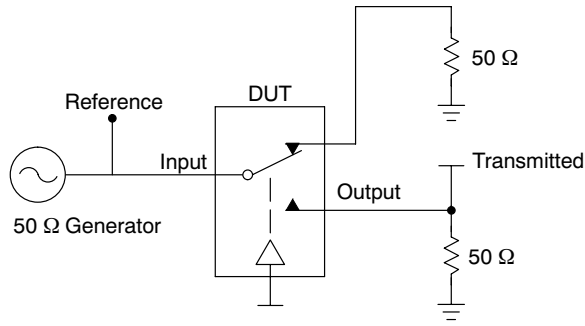 50 Ω
DUT
Reference
Input
Transmitted
Output
50 Ω Generator
50 Ω